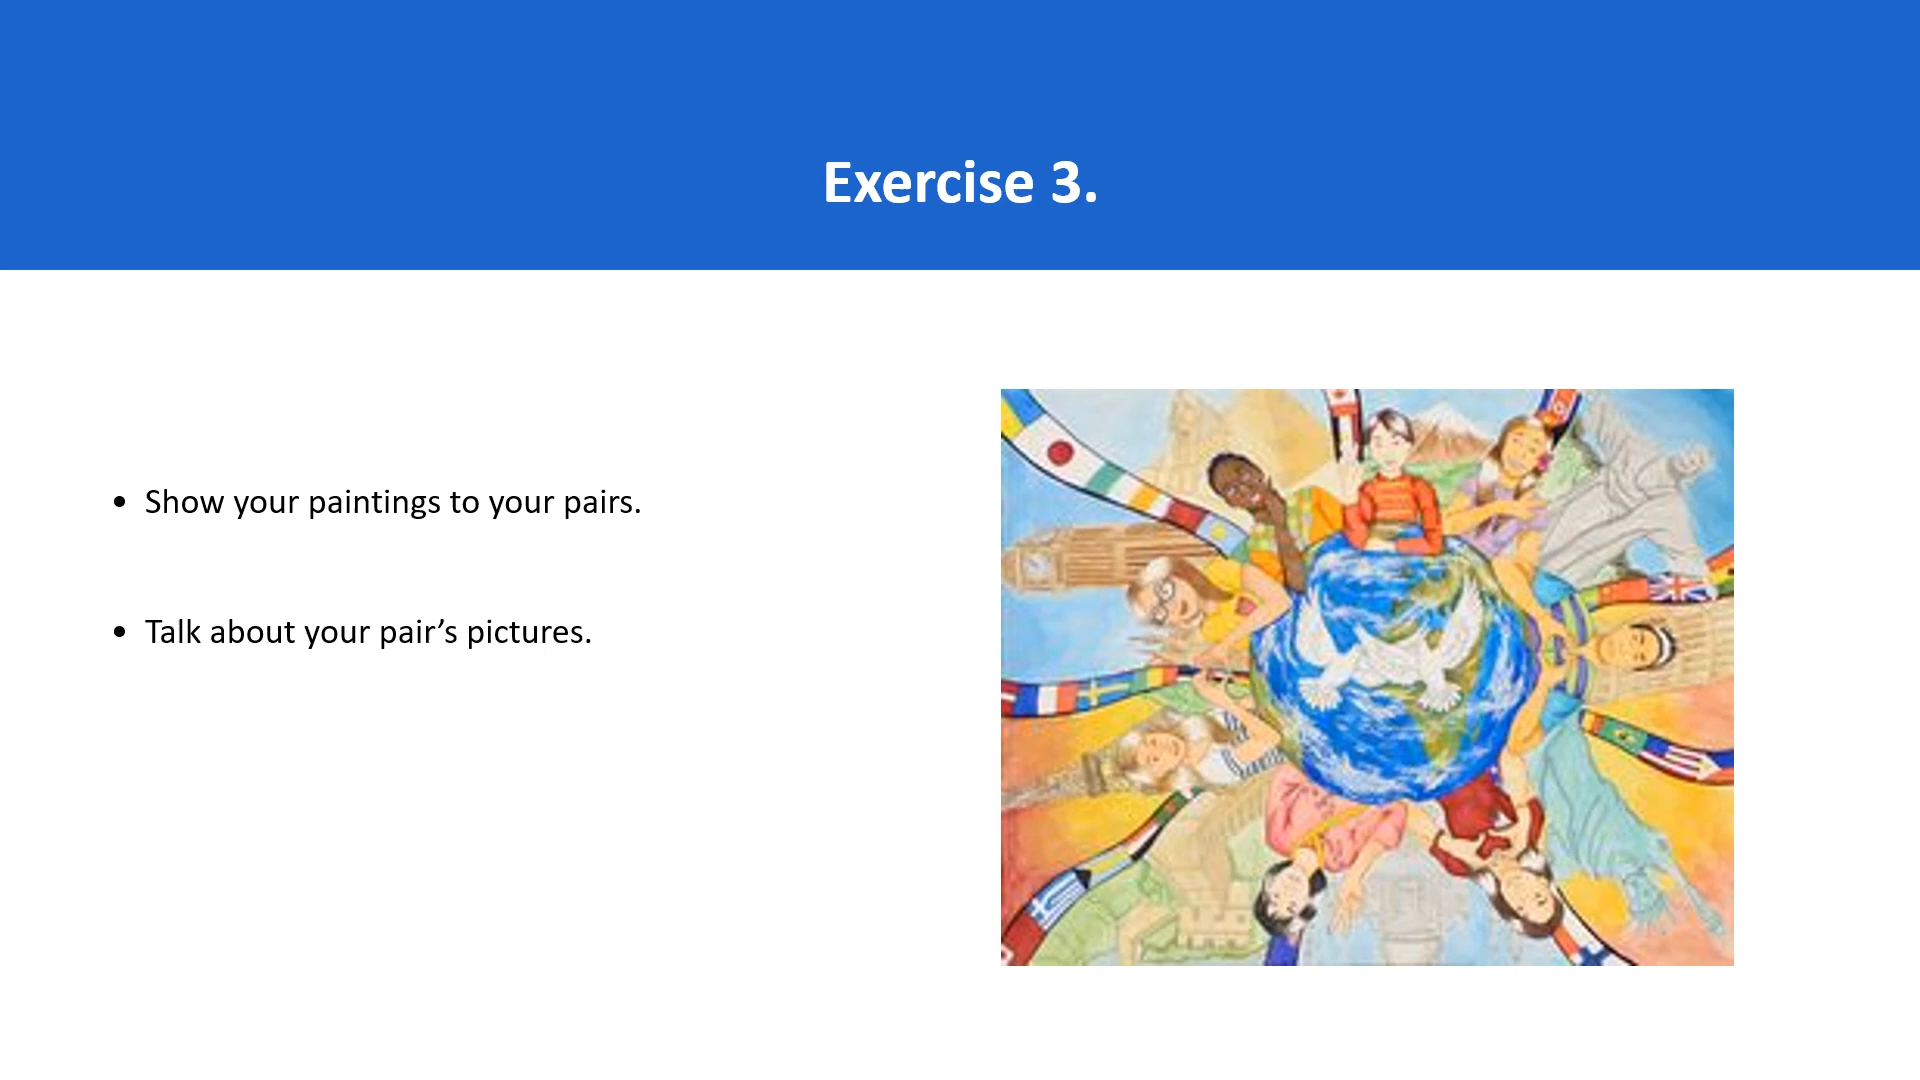 Exercise 3.
• Show your paintings to your pairs.
• Talk about your pair’s pictures.